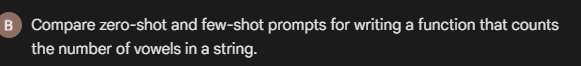 B Compare zero-shot and few-shot prompts for writing a function that counts
the number of vowels in a string.